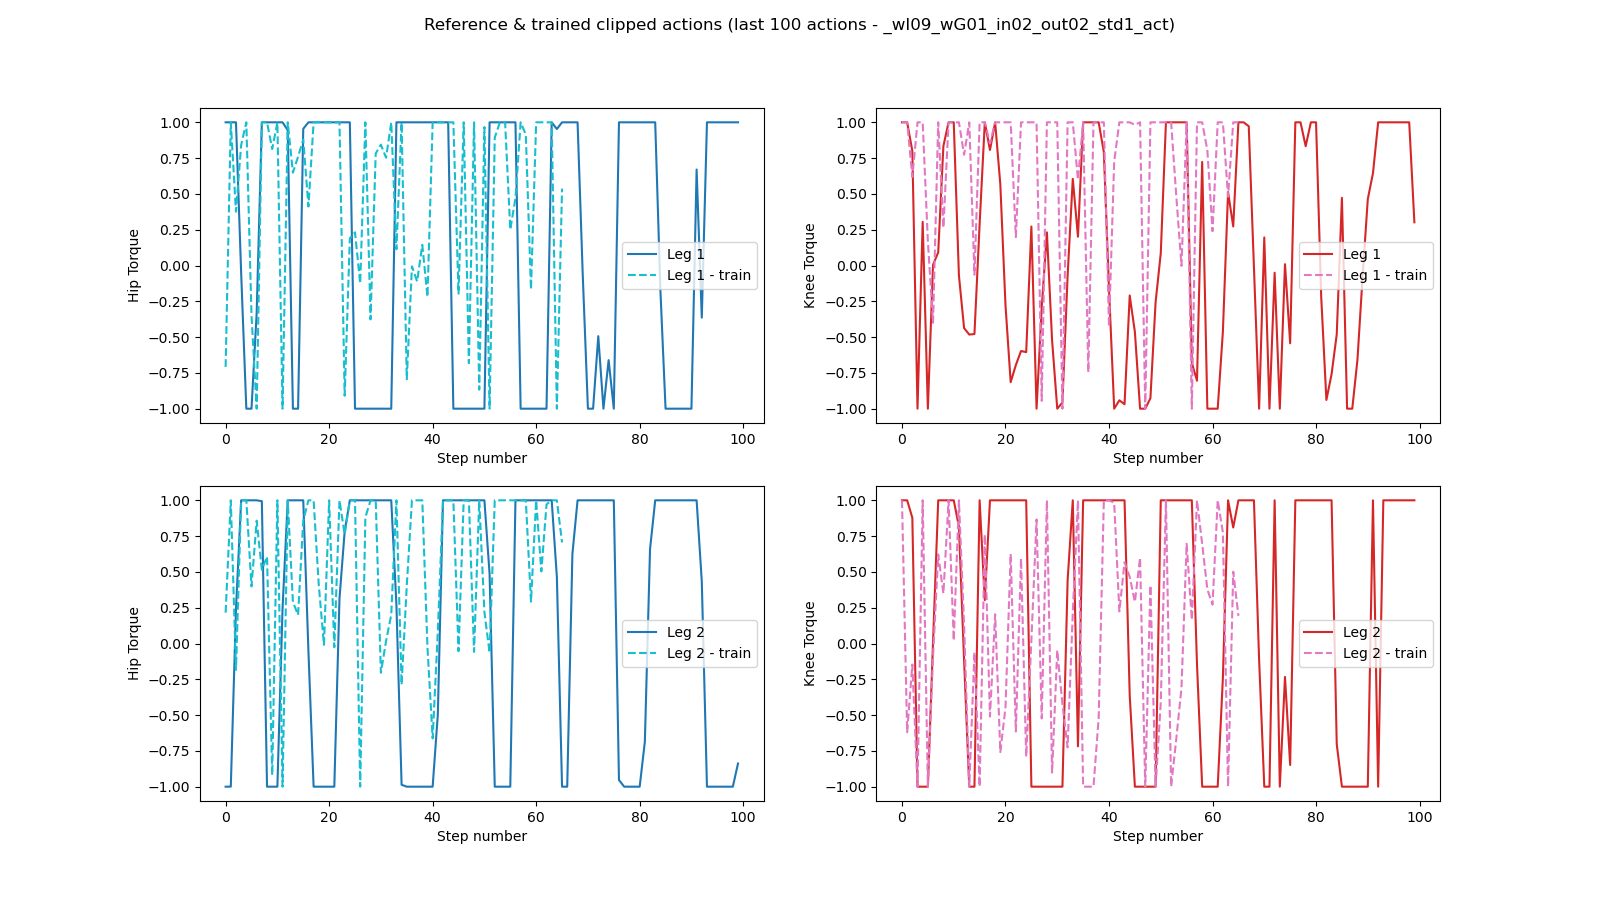 Reference & trained clipped actions (last 100 actions - _wI09_wG01_in02_out02_std1_act)
1.00
0.75
0.50
0.25
0.00
−0.25
−0.50
−0.75
−1.00
Hip Torque
Leg 1
Leg 1 - train
0 20 40 60 80 100
Step number
1.00
0.75
0.50
0.25
0.00
−0.25
−0.50
−0.75
−1.00
Knee Torque
Leg 1
Leg 1 - train
0 20 40 60 80 100
Step number
1.00
0.75
0.50
0.25
0.00
−0.25
−0.50
−0.75
−1.00
Hip Torque
Leg 2
Leg 2 - train
0 20 40 60 80 100
Step number
1.00
0.75
0.50
0.25
0.00
−0.25
−0.50
−0.75
−1.00
Knee Torque
Leg 2
Leg 2 - train
0 20 40 60 80 100
Step number